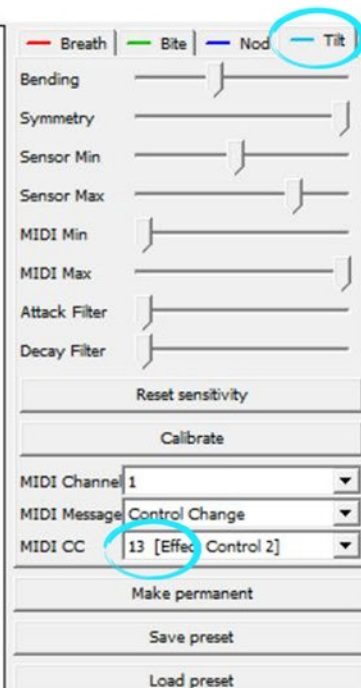 Breath Bite Nod Tilt
Bending
Symmetry
Sensor Min
Sensor Max
MIDI Min
MIDI Max
Attack Filter
Decay Filter
Reset sensitivity
Calibrate
MIDI Channel 1
MIDI Message Control Change
MIDI CC 13 [Effect Control 2]
Make permanent
Save preset
Load preset